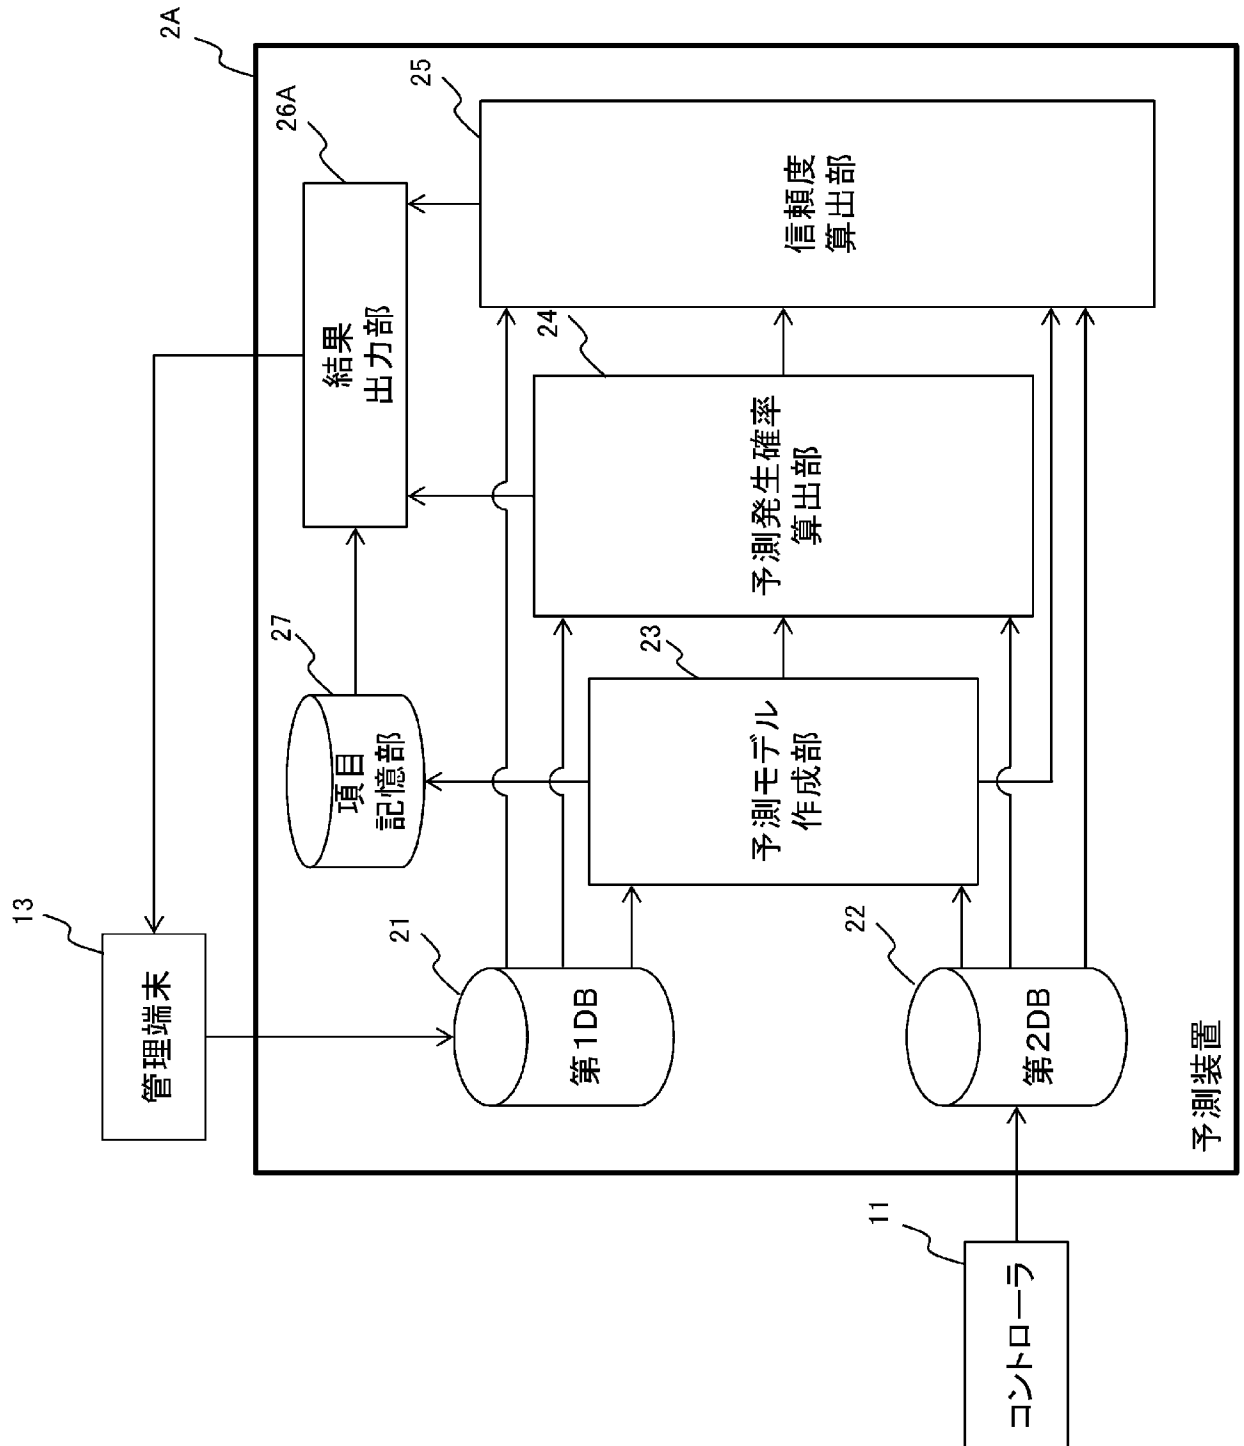 2A
13
管理端末
27
項目
記憶部
26A
結果
出力部
21
第1DB
23
予測モデル
作成部
24
予測発生確率
算出部
25
信頼度
算出部
22
第2DB
11
コントローラ
予測装置